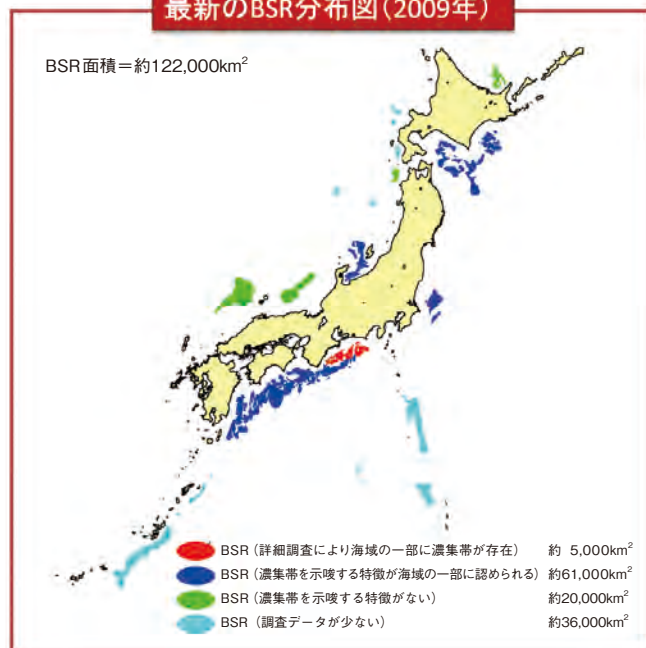 最新のBSR分布図(2009年)
BSR面積=約122,000km²
BSR (詳細調査により海域の一部に濃集帯が存在) 約 5,000km²
BSR (濃集帯を示唆する特徴が海域の一部に認められる) 約61,000km²
BSR (濃集帯を示唆する特徴がない) 約20,000km²
BSR (調査データが少ない) 約36,000km²